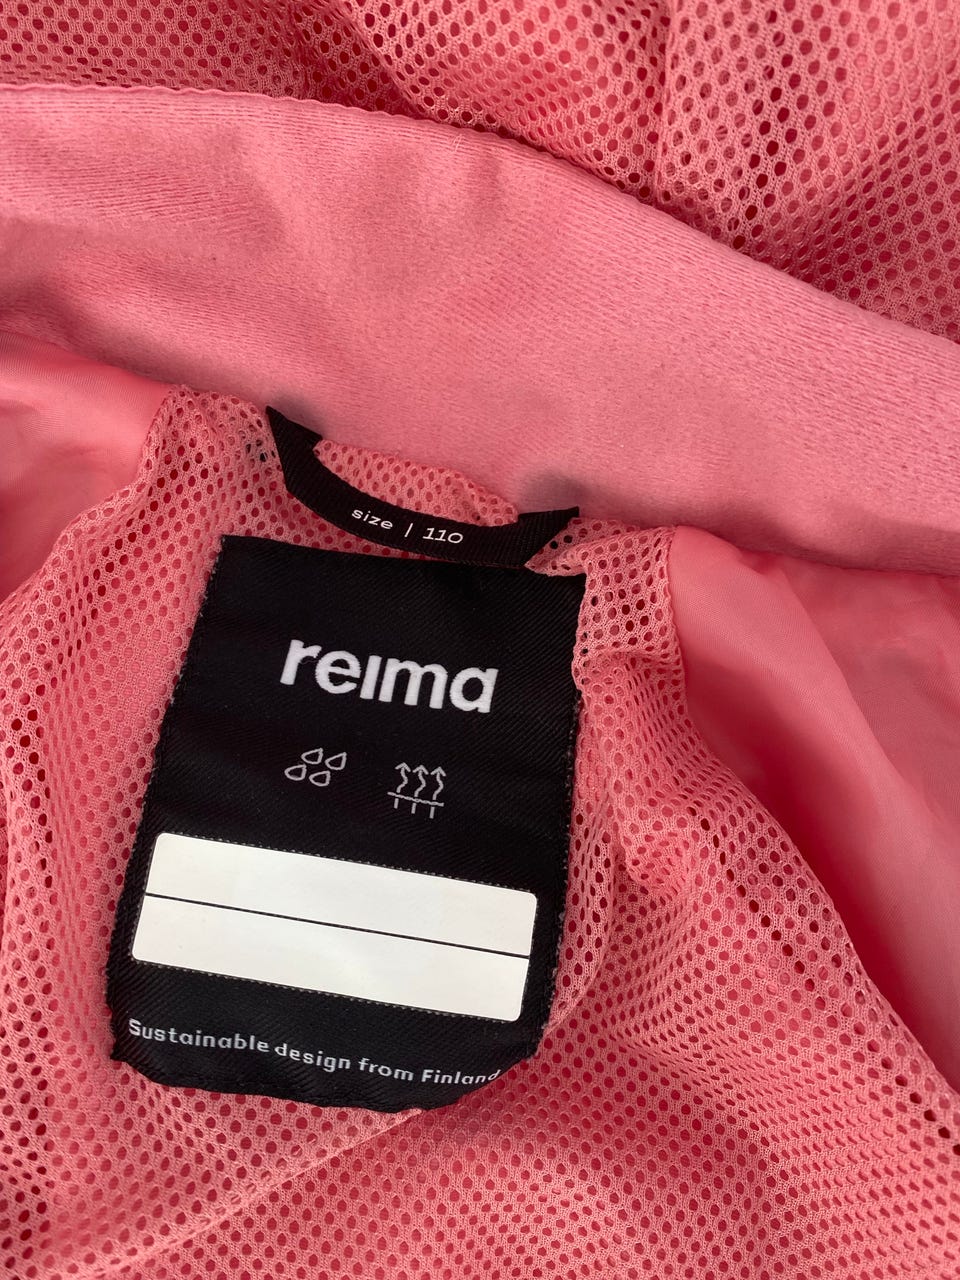 size | 110
reima
Sustainable design from Finland